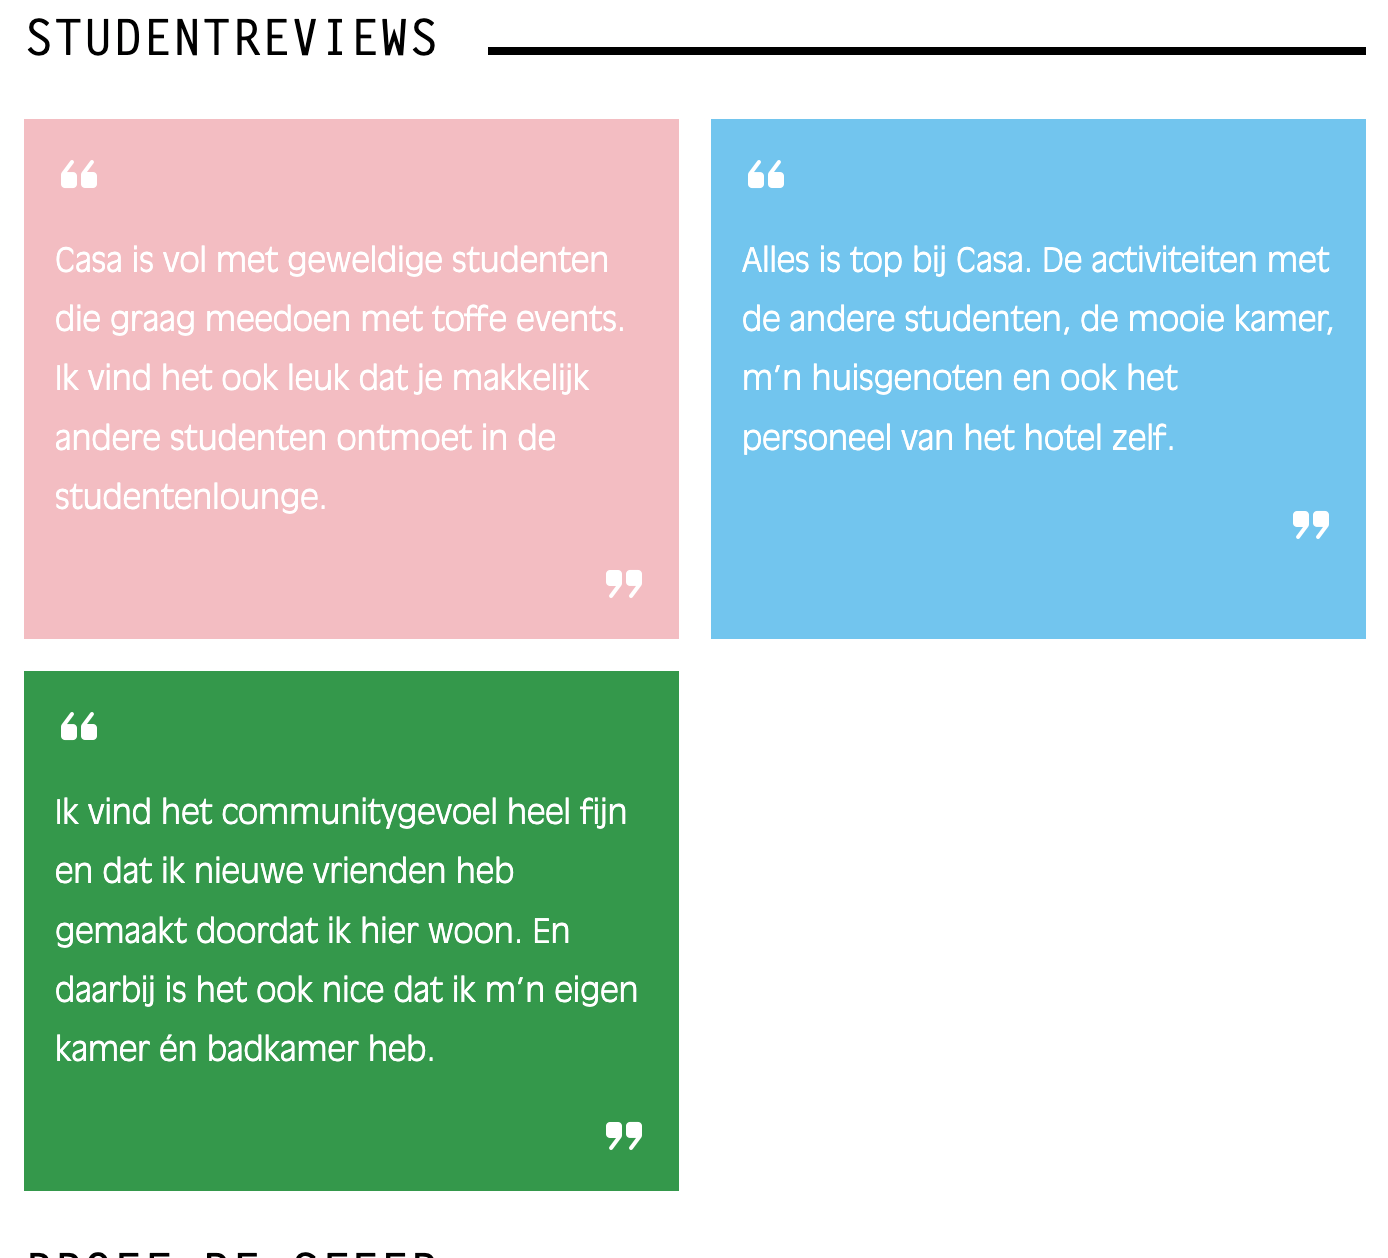 STUDENTREVIEWS
“
Casa is vol met geweldige studenten
die graag meedoen met toffe events.
Ik vind het ook leuk dat je makkelijk
andere studenten ontmoet in de
studentenlounge.
”
“
Alles is top bij Casa. De activiteiten met
de andere studenten, de mooie kamer,
m’n huisgenoten en ook het
personeel van het hotel zelf.
”
“
Ik vind het communitygevoel heel fijn
en dat ik nieuwe vrienden heb
gemaakt doordat ik hier woon. En
daarbij is het ook nice dat ik m’n eigen
kamer én badkamer heb.
”